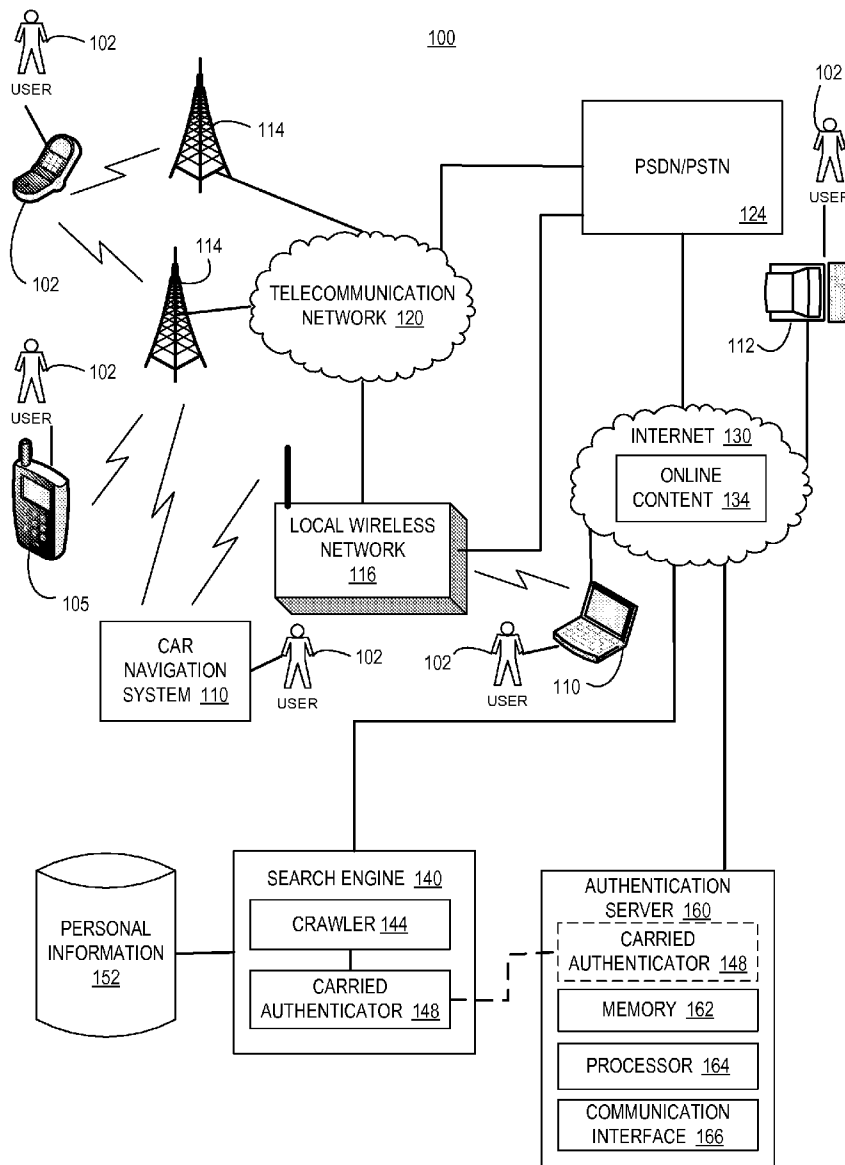 100
102
USER
114
102
102
USER
PSDN/PSTN
124
114
TELECOMMUNICATION
NETWORK 120
112
102
USER
105
INTERNET 130
ONLINE
CONTENT 134
LOCAL WIRELESS
NETWORK
116
CAR
NAVIGATION
SYSTEM 110
102
USER
102
USER
110
PERSONAL
INFORMATION
152
SEARCH ENGINE 140
CRAWLER 144
CARRIED
AUTHENTICATOR 148
AUTHENTICATION
SERVER 160
CARRIED
AUTHENTICATOR 148
MEMORY 162
PROCESSOR 164
COMMUNICATION
INTERFACE 166